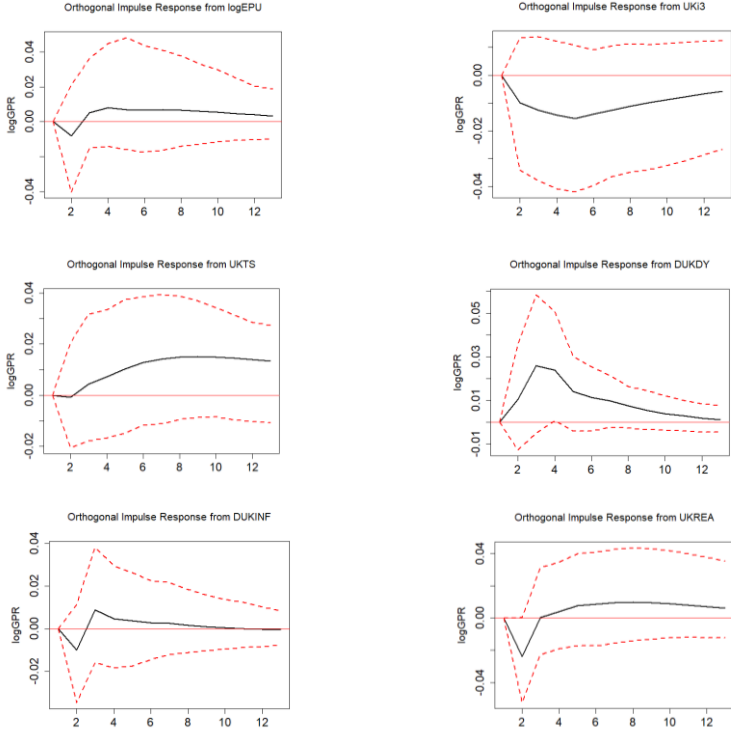 Orthogonal Impulse Response from logEPU
logGPR
0.04
0.02
0.00
-0.04
2 4 6 8 10 12
Orthogonal Impulse Response from UKi3
logGPR
0.00
-0.02
-0.04
2 4 6 8 10 12
Orthogonal Impulse Response from UKTS
logGPR
0.04
0.02
0.00
-0.02
2 4 6 8 10 12
Orthogonal Impulse Response from DUKDY
logGPR
0.05
0.03
0.01
-0.01
2 4 6 8 10 12
Orthogonal Impulse Response from DUKINF
logGPR
0.04
0.02
0.00
-0.02
2 4 6 8 10 12
Orthogonal Impulse Response from UKREA
logGPR
0.04
0.00
-0.04
2 4 6 8 10 12